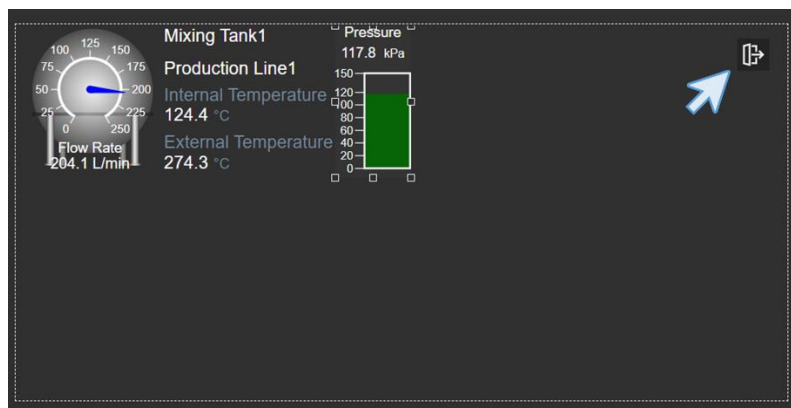 Mixing Tank1
Production Line1
Internal Temperature
124.4 °C
External Temperature
274.3 °C
0
25
50
75
100
125
150
175
200
225
250
Flow Rate
204.1 L/min
Pressure
117.8 kPa
150
120
100
80
60
40
20
0